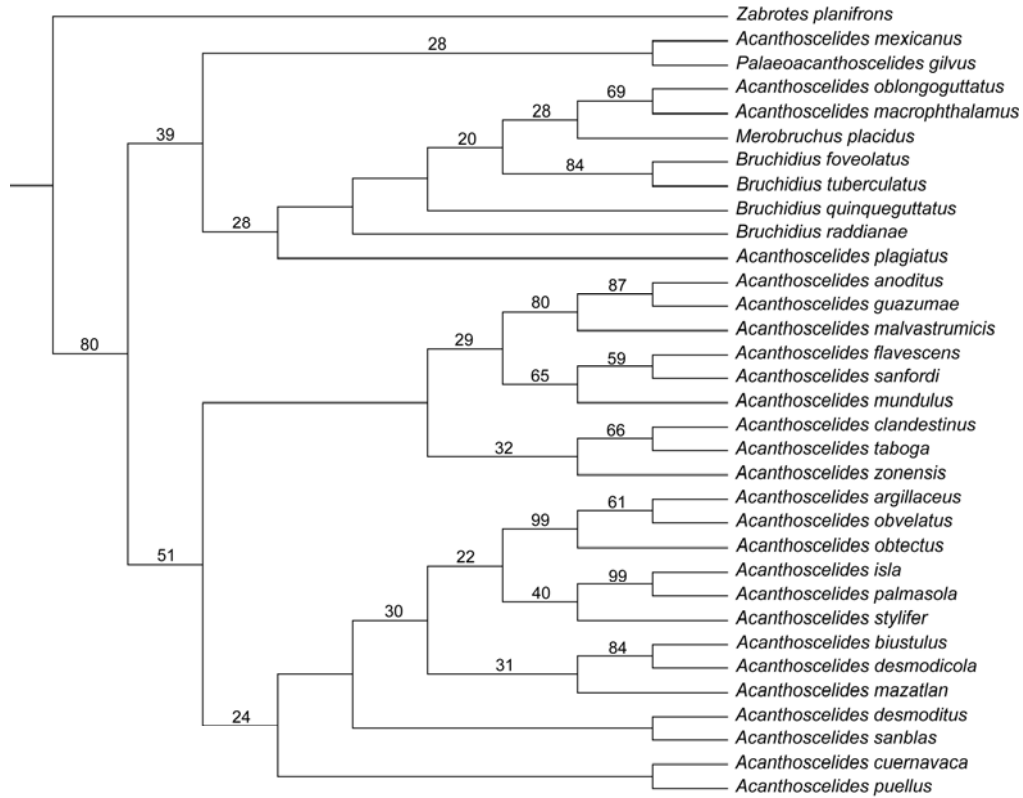 Zabrotes planifrons
28
Acanthoscelides mexicanus
Palaeoacanthoscelides gilvus
69
Acanthoscelides oblongoguttatus
28
Acanthoscelides macrophthalamus
39
20
Merobruchus placidus
84
Bruchidius foveolatus
Bruchidius tuberculatus
Bruchidius quinqueguttatus
28
Bruchidius raddianae
Acanthoscelides plagiatus
87
Acanthoscelides anoditus
80
Acanthoscelides guazumae
Acanthoscelides malvastrumicis
80
29
59
Acanthoscelides flavescens
65
Acanthoscelides sanfordi
Acanthoscelides mundulus
66
Acanthoscelides clandestinus
32
Acanthoscelides taboga
Acanthoscelides zonensis
61
Acanthoscelides argillaceus
99
Acanthoscelides obvelatus
Acanthoscelides obtectus
51
22
99
Acanthoscelides isla
40
Acanthoscelides palmasola
30
Acanthoscelides stylifer
84
Acanthoscelides biustulus
31
Acanthoscelides desmodicola
Acanthoscelides mazatlan
24
Acanthoscelides desmoditus
Acanthoscelides sanblas
Acanthoscelides cuernavaca
Acanthoscelides puellus